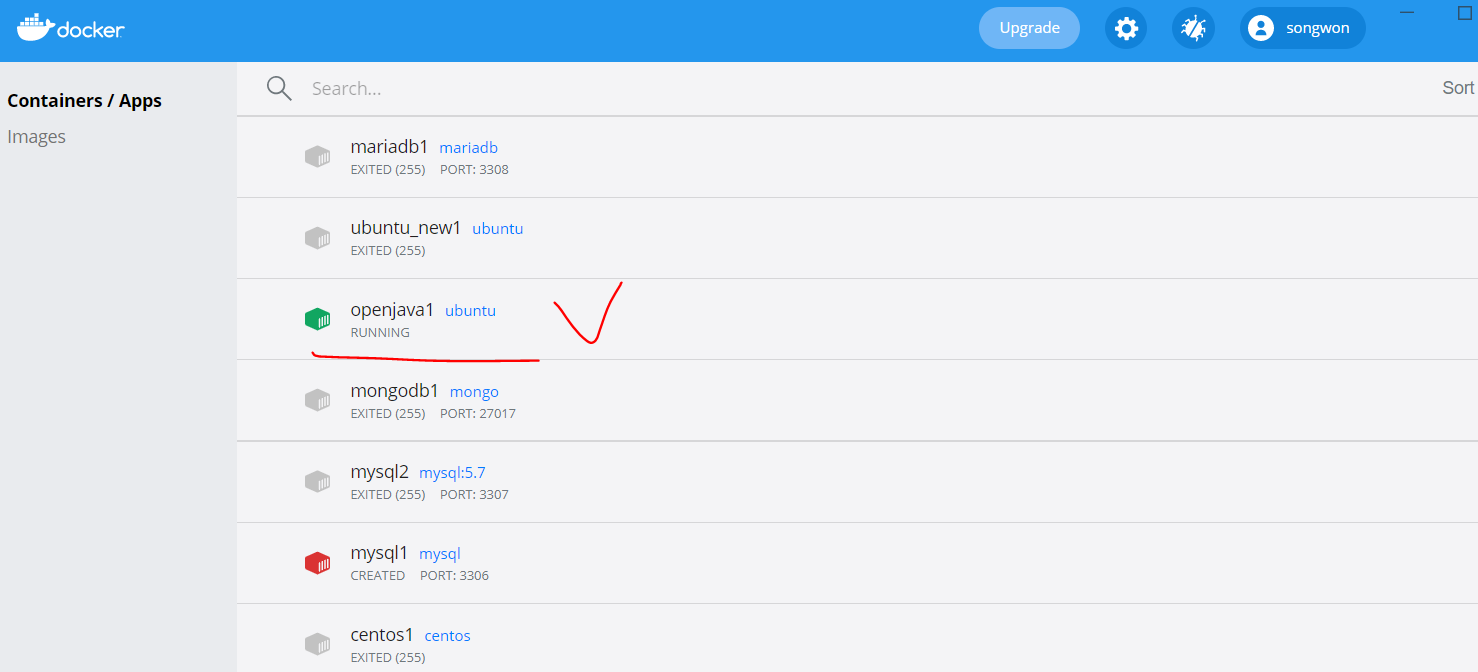 docker
Upgrade
songwon
Containers / Apps
Images
Search...
Sort
mariadb1 mariadb
EXITED (255) PORT: 3308
ubuntu_new1 ubuntu
EXITED (255)
openjava1 ubuntu
RUNNING
mongodb1 mongo
EXITED (255) PORT: 27017
mysql2 mysql:5.7
EXITED (255) PORT: 3307
mysql1 mysql
CREATED PORT: 3306
centos1 centos
EXITED (255)